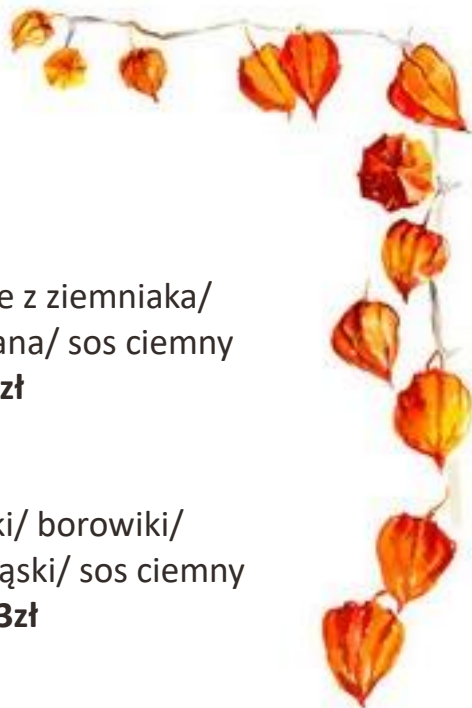 e z ziemniaka/
ana/ sos ciemny
zł
ki/ borowiki/
ąski/ sos ciemny
3zł